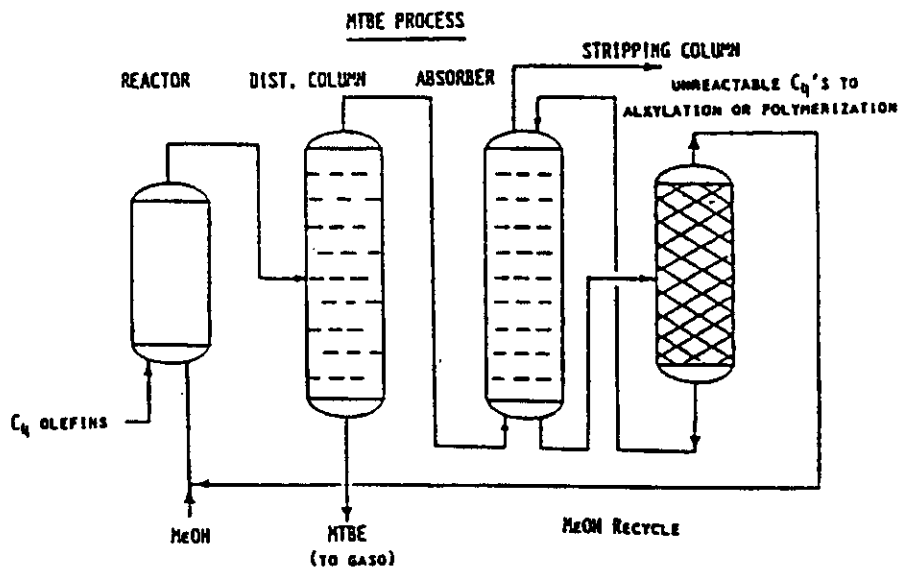 MTBE PROCESS
REACTOR
DIST. COLUMN
ABSORBER
STRIPPING COLUMN
UNREACTABLE C4'S TO
ALKYLATION OR POLYMERIZATION
C4 OLEFINS
MeOH
MTBE
(TO GASO)
MeOH RECYCLE